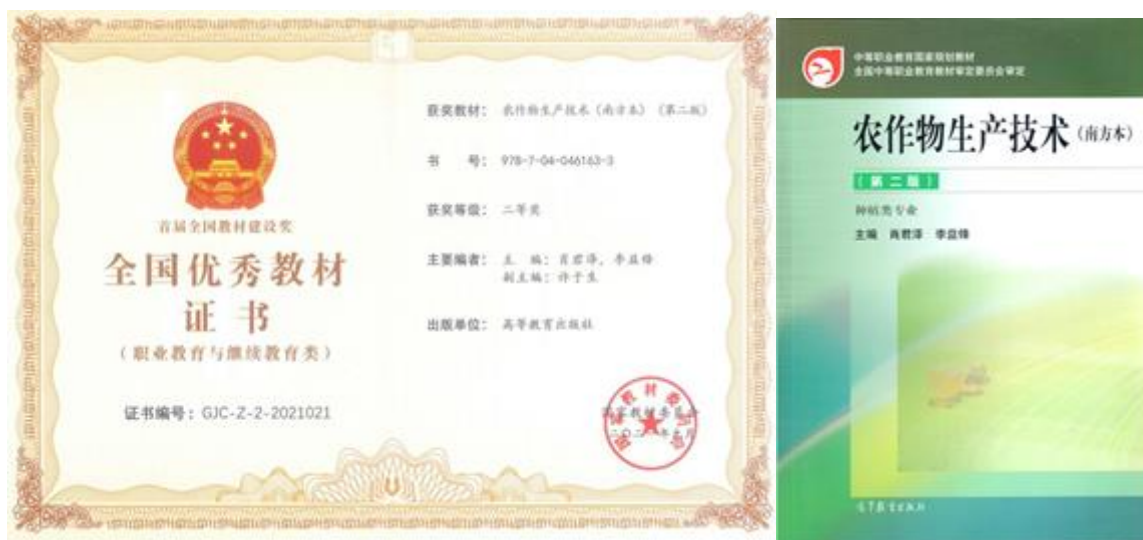 首届全国教材建设奖
全国优秀教材
证 书
（职业教育与继续教育类）
证书编号：GJC-Z-2-2021021
获奖教材： 农作物生产技术（南方本）（第二版）
书 号： 978-7-04-046163-3
获奖等级： 二等奖
主要编者： 主 编：肖君泽，李益锋
副主编：许于生
出版单位： 高等教育出版社
国家教材委员会
中等职业教育国家规划教材
全国中等职业教育教材审定委员会审定
农作物生产技术（南方本）
（第二版）
种植类专业
主编 肖君泽 李益锋
高等教育出版社